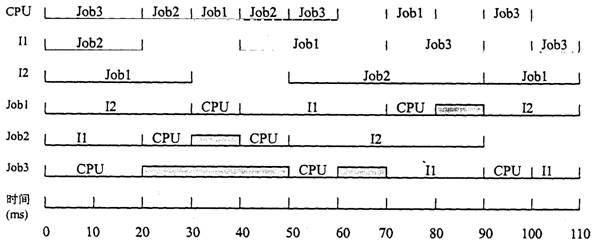 CPU Job3 Job2 Job1 Job2 Job3 Job1 Job3
I1 Job2 Job1 Job3 Job3
I2 Job1 Job2 Job1
Job1 I2 CPU I1 CPU I2
Job2 I1 CPU CPU I2
Job3 CPU CPU I1 CPU I1
时间
(ms)
0 10 20 30 40 50 60 70 80 90 100 110